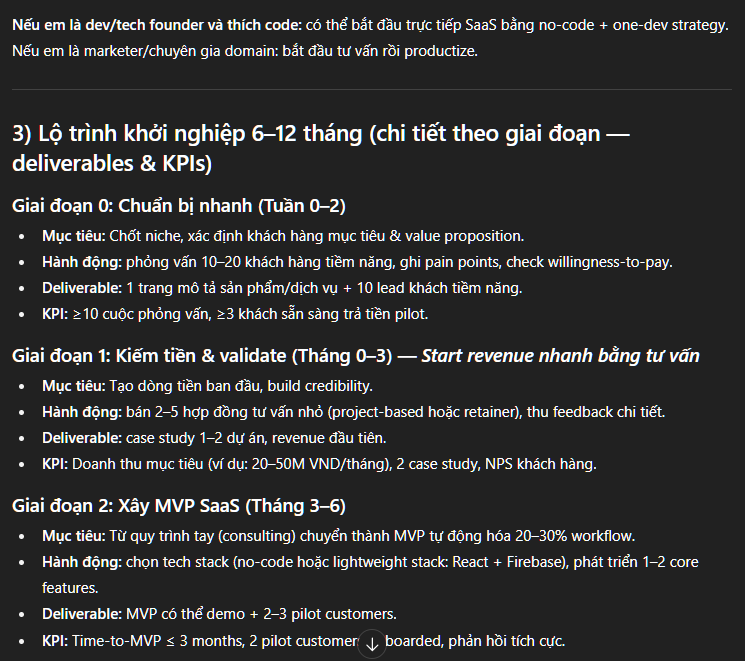 Nếu em là dev/tech founder và thích code: có thể bắt đầu trực tiếp SaaS bằng no-code + one-dev strategy.
Nếu em là marketer/chuyên gia domain: bắt đầu tư vấn rồi productize.
3) Lộ trình khởi nghiệp 6–12 tháng (chi tiết theo giai đoạn —
deliverables & KPIs)
Giai đoạn 0: Chuẩn bị nhanh (Tuần 0–2)
• Mục tiêu: Chốt niche, xác định khách hàng mục tiêu & value proposition.
• Hành động: phỏng vấn 10–20 khách hàng tiềm năng, ghi pain points, check willingness-to-pay.
• Deliverable: 1 trang mô tả sản phẩm/dịch vụ + 10 lead khách tiềm năng.
• KPI: ≥10 cuộc phỏng vấn, ≥3 khách sẵn sàng trả tiền pilot.
Giai đoạn 1: Kiếm tiền & validate (Tháng 0–3) — Start revenue nhanh bằng tư vấn
• Mục tiêu: Tạo dòng tiền ban đầu, build credibility.
• Hành động: bán 2–5 hợp đồng tư vấn nhỏ (project-based hoặc retainer), thu feedback chi tiết.
• Deliverable: case study 1–2 dự án, revenue đầu tiên.
• KPI: Doanh thu mục tiêu (ví dụ: 20–50M VND/tháng), 2 case study, NPS khách hàng.
Giai đoạn 2: Xây MVP SaaS (Tháng 3–6)
• Mục tiêu: Từ quy trình tay (consulting) chuyển thành MVP tự động hóa 20–30% workflow.
• Hành động: chọn tech stack (no-code hoặc lightweight stack: React + Firebase), phát triển 1–2 core
features.
• Deliverable: MVP có thể demo + 2–3 pilot customers.
• KPI: Time-to-MVP ≤ 3 months, 2 pilot customer boarded, phản hồi tích cực.